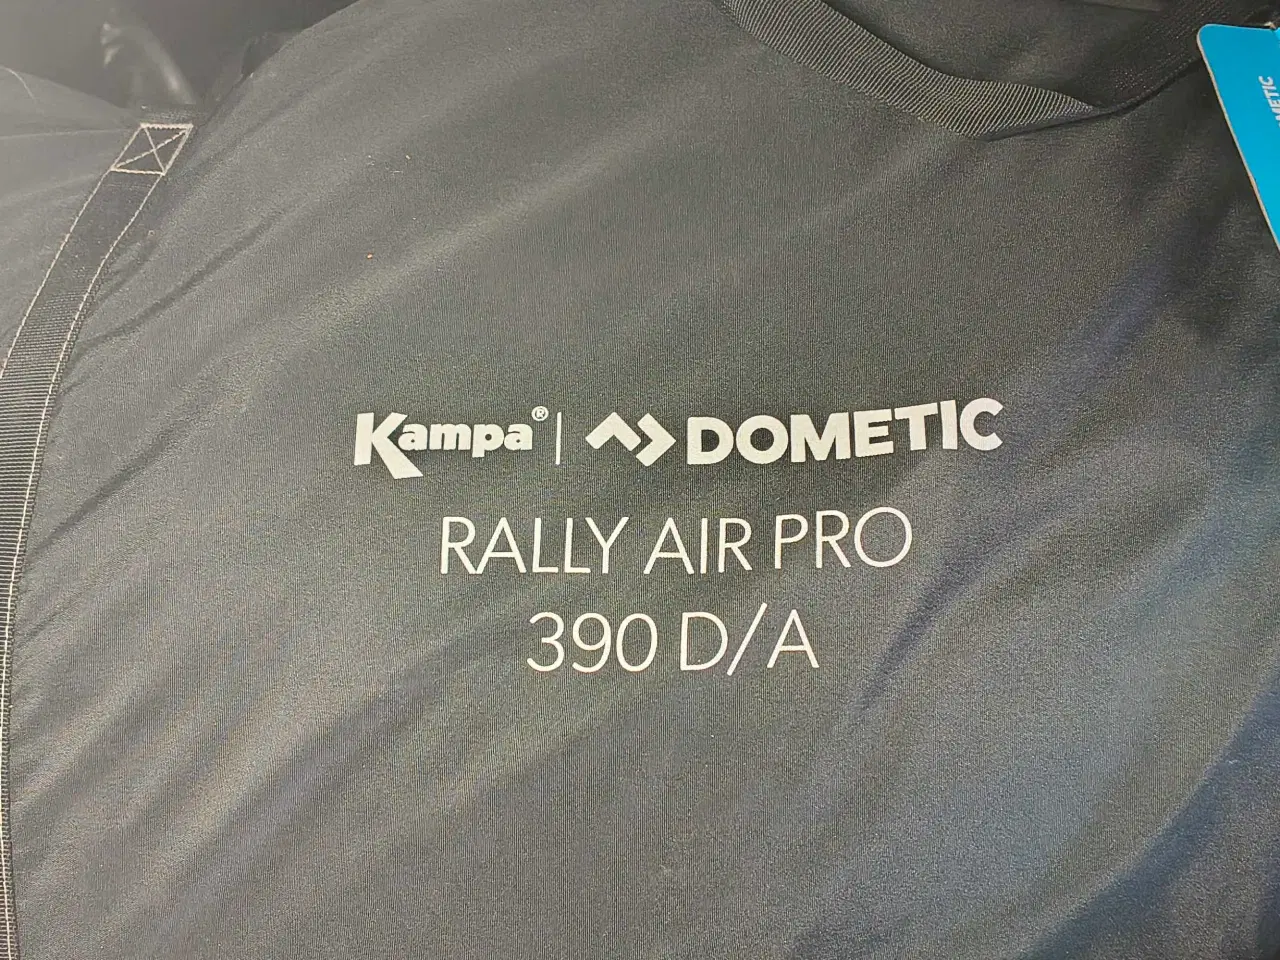 Kampa® | DOMETIC
RALLY AIR PRO
390 D/A